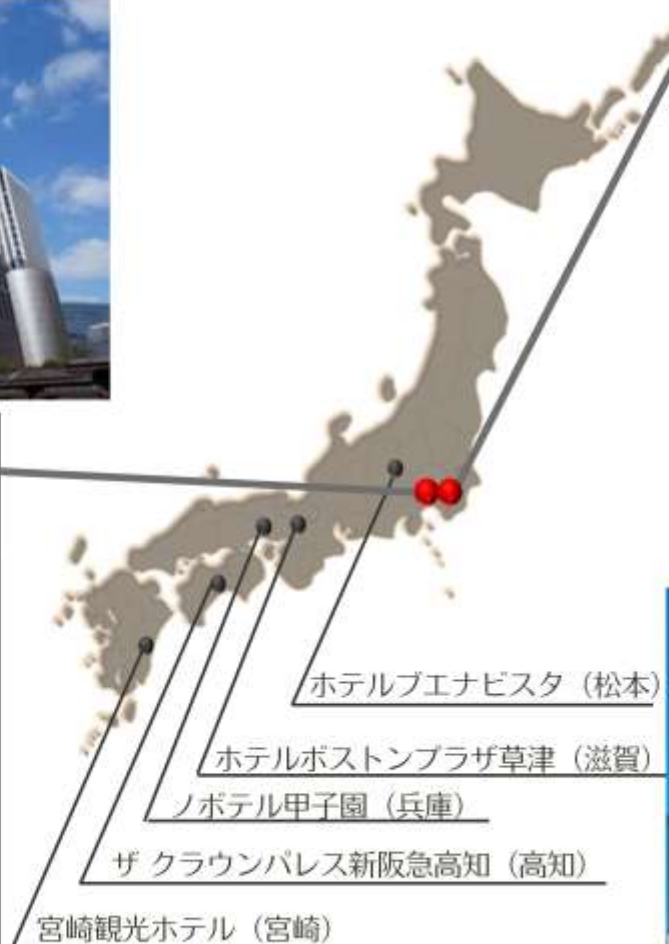 ホテルブエナビスタ（松本）
ホテルボストンプラザ草津（滋賀）
ノボテル甲子園（兵庫）
ザ クラウンパレス新阪急高知（高知）
宮崎観光ホテル（宮崎）